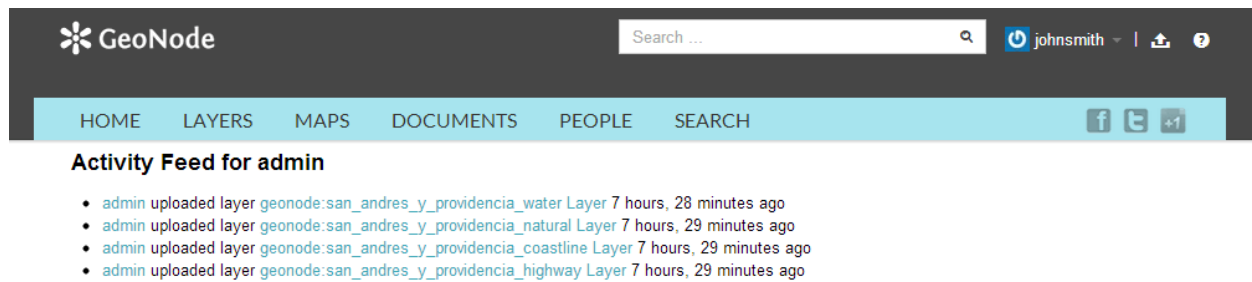 GeoNode
Search ...
johnsmith
HOME LAYERS MAPS DOCUMENTS PEOPLE SEARCH
f t +1
Activity Feed for admin
admin uploaded layer geonode:san_andres_y_providencia_water Layer 7 hours, 28 minutes ago
admin uploaded layer geonode:san_andres_y_providencia_natural Layer 7 hours, 29 minutes ago
admin uploaded layer geonode:san_andres_y_providencia_coastline Layer 7 hours, 29 minutes ago
admin uploaded layer geonode:san_andres_y_providencia_highway Layer 7 hours, 29 minutes ago